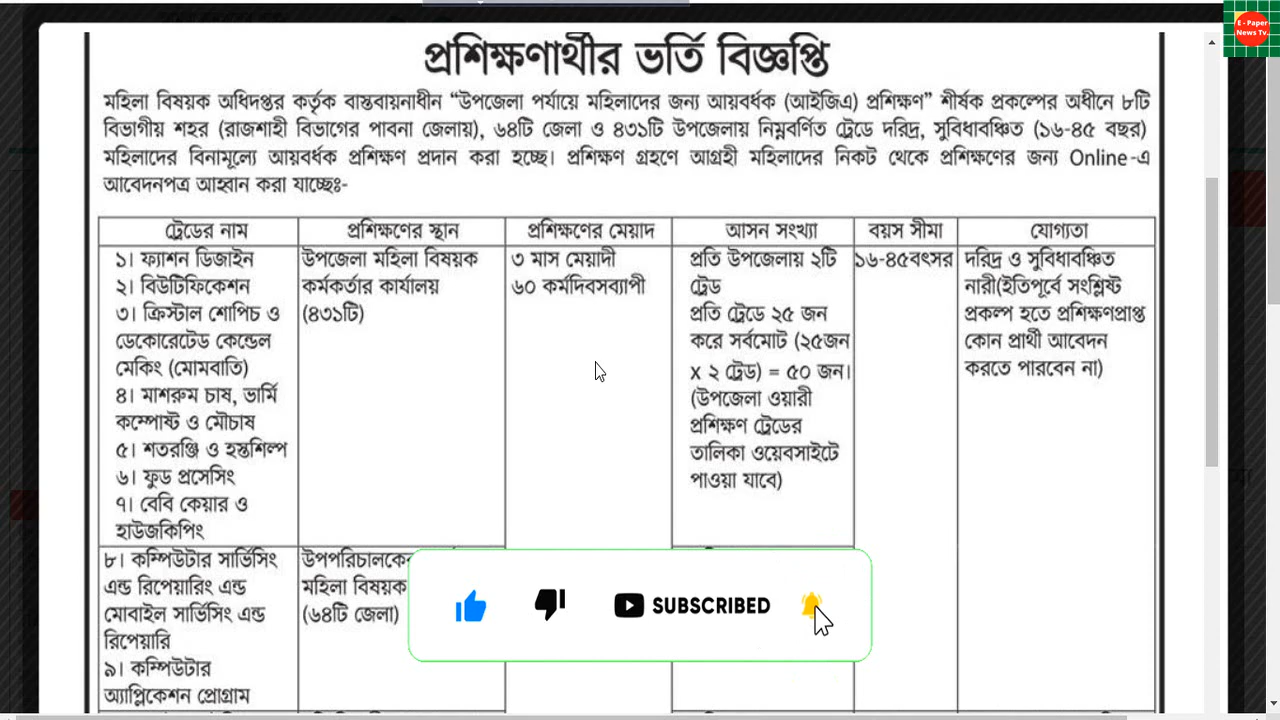 E - Paper
News Tv.
প্রশিক্ষণার্থীর ভর্তি বিজ্ঞপ্তি
মহিলা বিষয়ক অধিদপ্তর কর্তৃক বাস্তবায়নাধীন “উপজেলা পর্যায়ে মহিলাদের জন্য আয়বর্ধক (আইজিএ) প্রশিক্ষণ” শীর্ষক প্রকল্পের অধীনে ৮টি
বিভাগীয় শহর (রাজশাহী বিভাগের পাবনা জেলায়), ৬৪টি জেলা ও ৪৩১টি উপজেলায় নিম্নবর্ণিত ট্রেডে দরিদ্র, সুবিধাবঞ্চিত (১৬-৪৫ বছর)
মহিলাদের বিনামূল্যে আয়বর্ধক প্রশিক্ষণ প্রদান করা হচ্ছে। প্রশিক্ষণ গ্রহণে আগ্রহী মহিলাদের নিকট থেকে প্রশিক্ষণের জন্য Online-এ
আবেদনপত্র আহ্বান করা যাচ্ছেঃ-
ট্রেডের নাম
প্রশিক্ষণের স্থান
প্রশিক্ষণের মেয়াদ
আসন সংখ্যা
বয়স সীমা
যোগ্যতা
১। ফ্যাশন ডিজাইন
২। বিউটিফিকেশন
৩। ক্রিস্টাল শোপিচ ও
ডেকোরেটেড কেন্ডেল
মেকিং (মোমবাতি)
৪। মাশরুম চাষ, ভার্মি
কম্পোষ্ট ও মৌচাষ
৫। শতরঞ্জি ও হস্তশিল্প
৬। ফুড প্রসেসিং
৭। বেবি কেয়ার ও
হাউজকিপিং
উপজেলা মহিলা বিষয়ক
কর্মকর্তার কার্যালয়
(৪৩১টি)
৩ মাস মেয়াদী
৬০ কর্মদিবসব্যাপী
প্রতি উপজেলায় ২টি
ট্রেড
প্রতি ট্রেডে ২৫ জন
করে সর্বমোট (২৫জন
x ২ ট্রেড) = ৫০ জন।
(উপজেলা ওয়ারী
প্রশিক্ষণ ট্রেডের
তালিকা ওয়েবসাইটে
পাওয়া যাবে)
১৬-৪৫বৎসর
দরিদ্র ও সুবিধাবঞ্চিত
নারী(ইতিপূর্বে সংশ্লিষ্ট
প্রকল্প হতে প্রশিক্ষণপ্রাপ্ত
কোন প্রার্থী আবেদন
করতে পারবেন না)
৮। কম্পিউটার সার্ভিসিং
এন্ড রিপেয়ারিং এন্ড
মোবাইল সার্ভিসিং এন্ড
রিপেয়ারি
৯। কম্পিউটার
অ্যাপ্লিকেশন প্রোগ্রাম
উপপরিচালকের
মহিলা বিষয়ক
(৬৪টি জেলা)
SUBSCRIBED